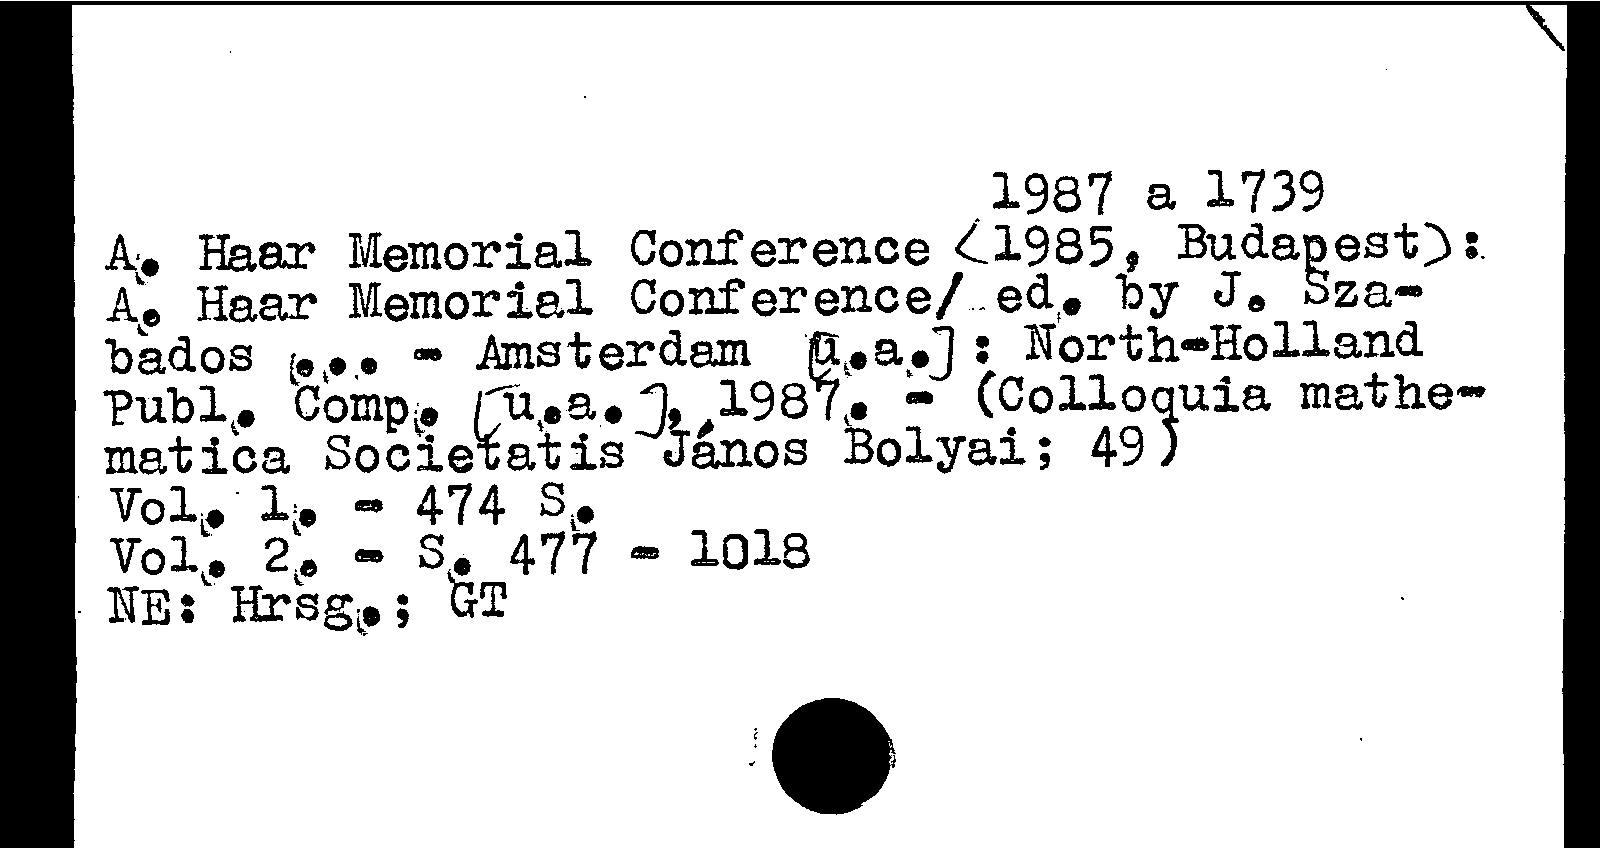 1987 a 1739
A. Haar Memorial Conference <1985, Budapest>:
A. Haar Memorial Conference/ ed. by J. Sza-
bados ... - Amsterdam [u.a.]: North-Holland
Publ. Comp. [u.a.], 1987. - (Colloquia mathe-
matica Societatis János Bolyai; 49)
Vol. 1. - 474 S.
Vol. 2. - S. 477 - 1018
NE: Hrsg.; GT